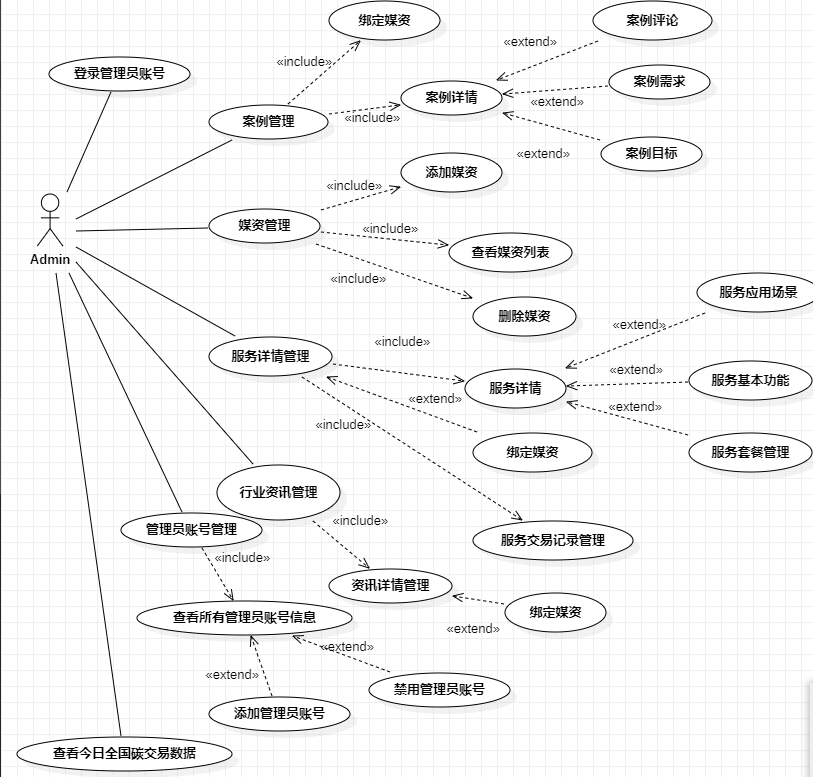 绑定媒资
案例评论
«extend»
«include»
登录管理员账号
案例需求
案例详情
«extend»
案例管理
«include»
«extend»
案例目标
添加媒资
«include»
媒资管理
«include»
查看媒资列表
Admin
«include»
服务应用场景
删除媒资
«extend»
«include»
服务详情管理
«extend»
服务基本功能
服务详情
«extend»
«extend»
«include»
绑定媒资
服务套餐管理
行业资讯管理
«include»
管理员账号管理
服务交易记录管理
«include»
资讯详情管理
绑定媒资
查看所有管理员账号信息
«extend»
«extend»
«extend»
禁用管理员账号
添加管理员账号
查看今日全国碳交易数据